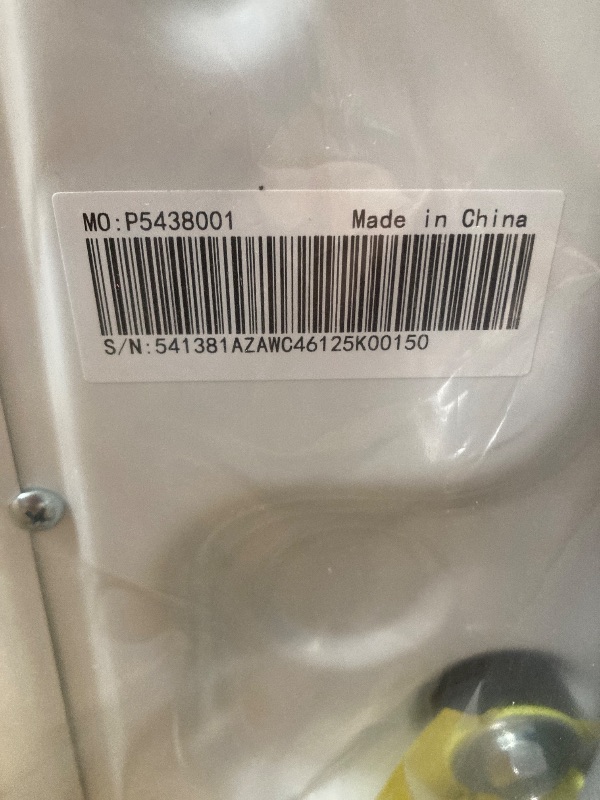 MO:P5438001 Made in China
S/N:541381AZAWC46125K00150